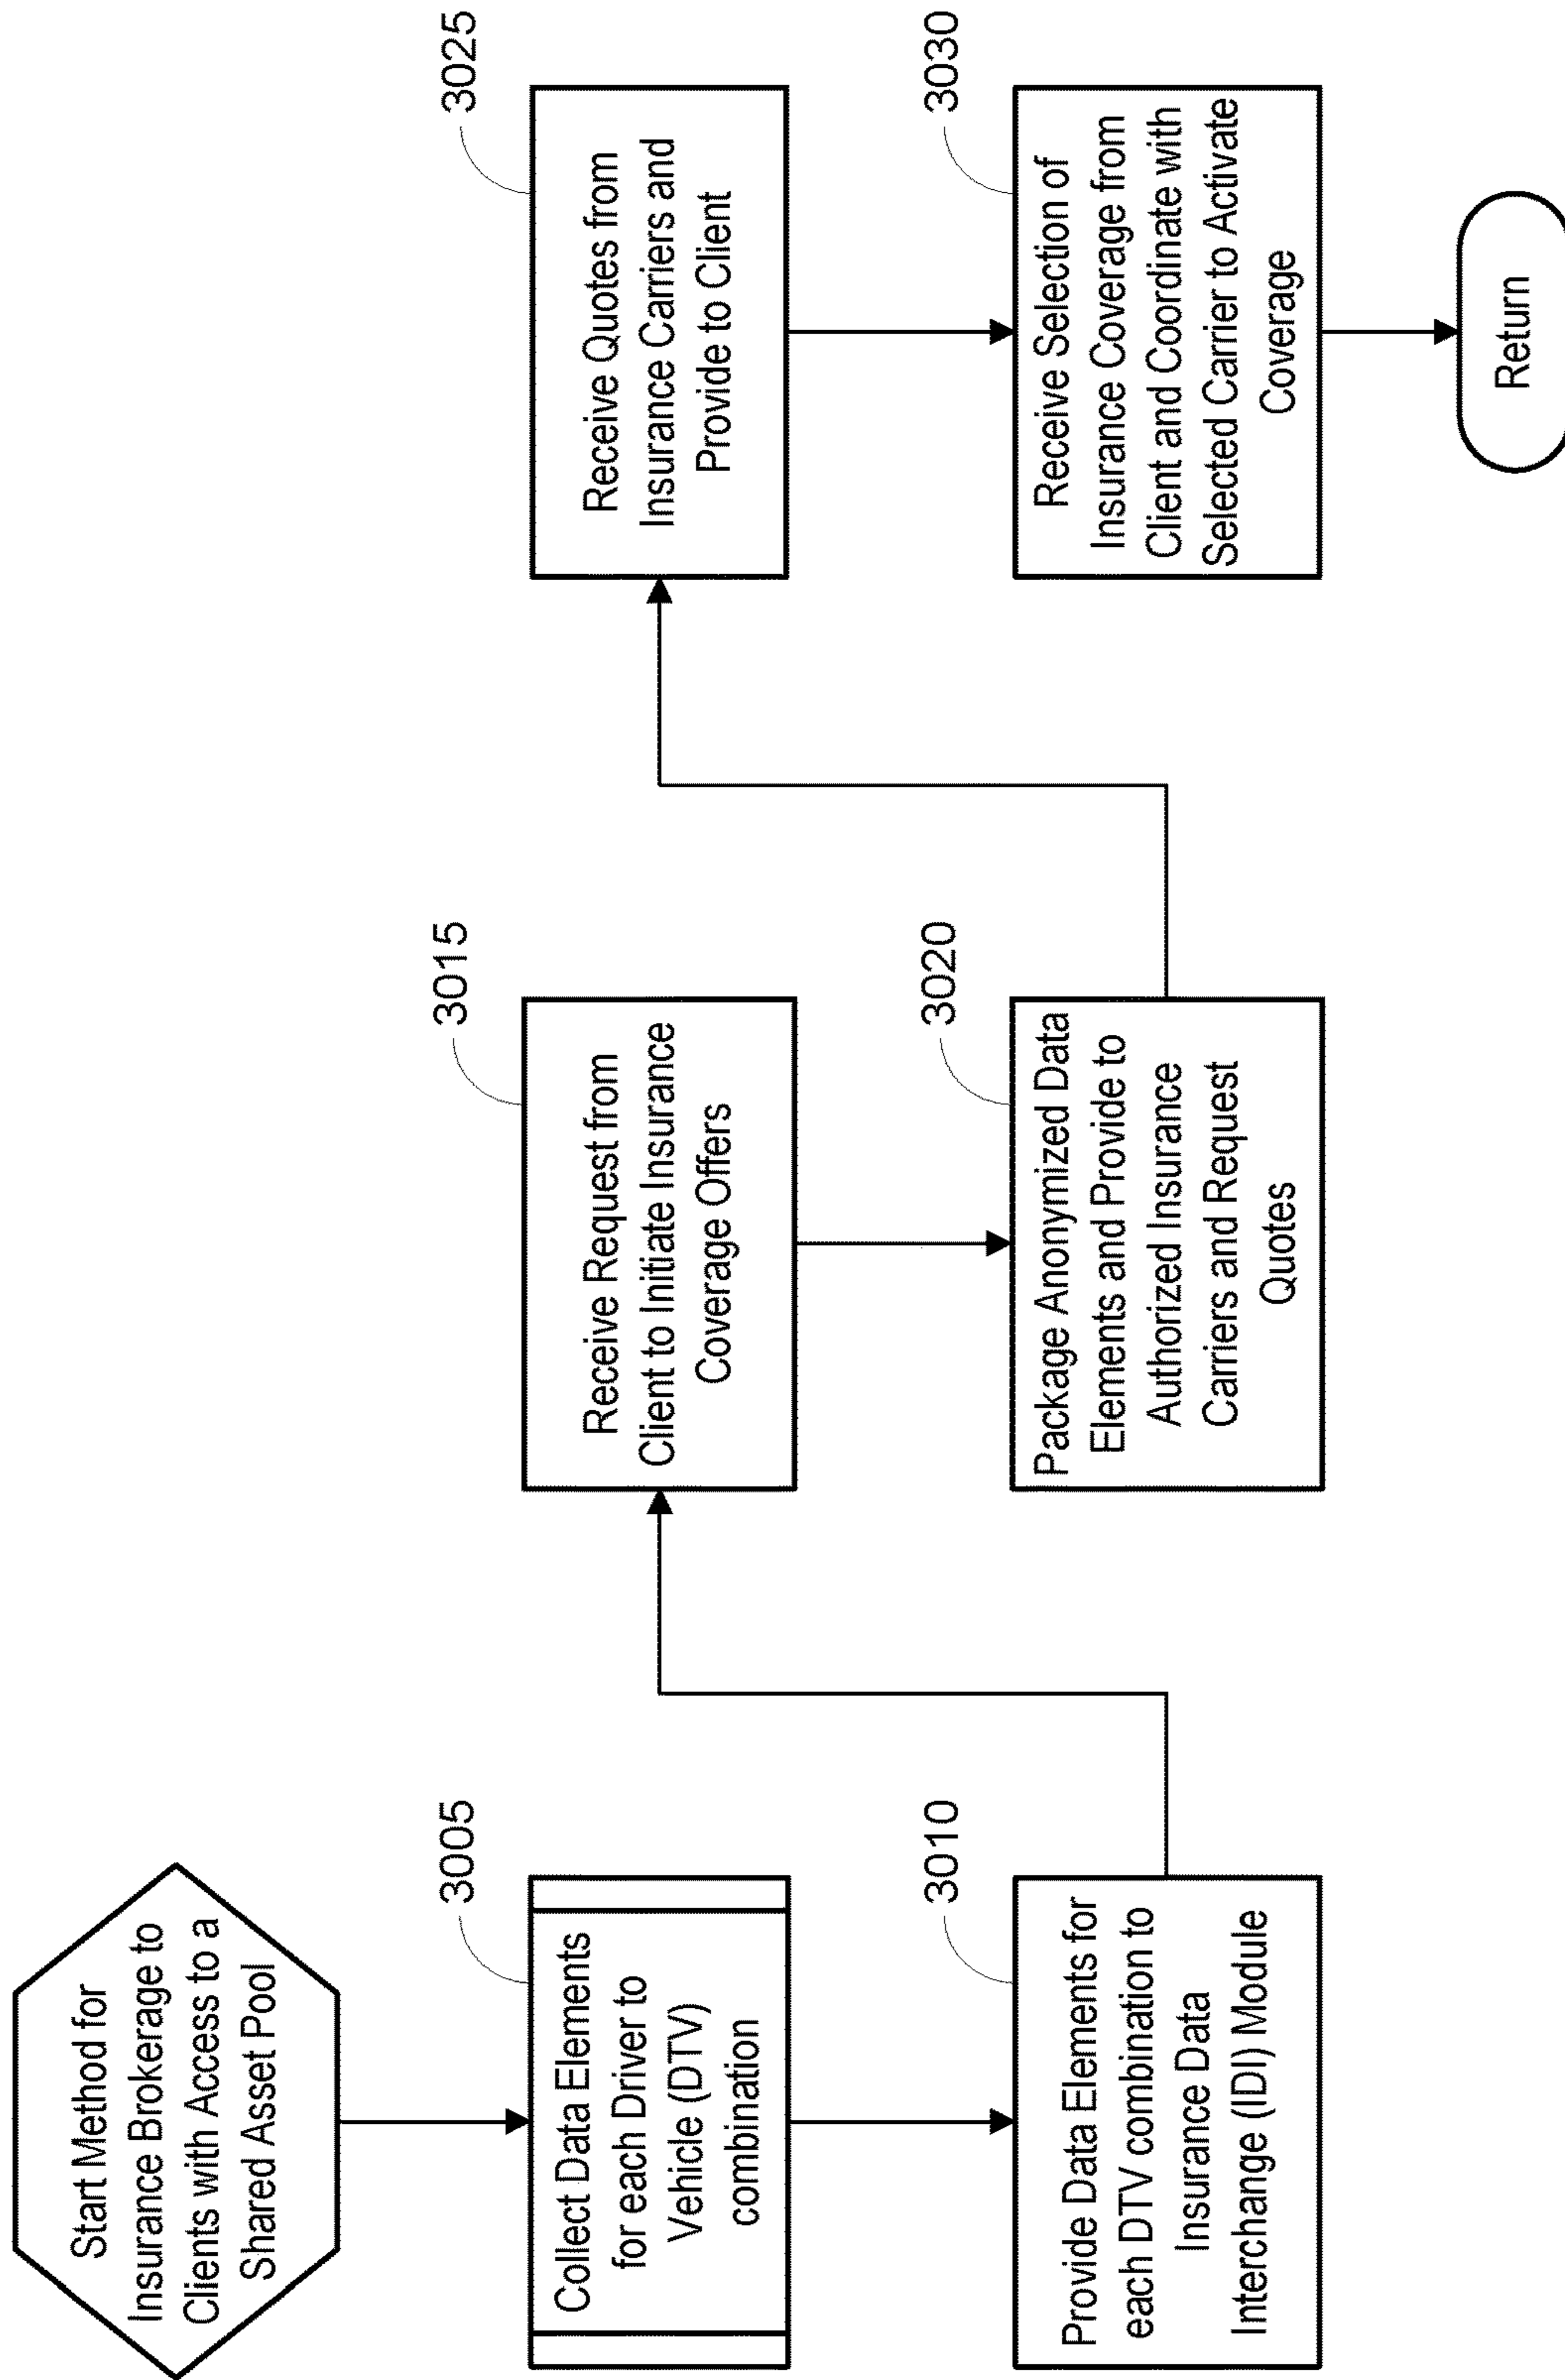 Start Method for
Insurance Brokerage to
Clients with Access to a
Shared Asset Pool
3005
Collect Data Elements
for each Driver to
Vehicle (DTV)
combination
3010
Provide Data Elements for
each DTV combination to
Insurance Data
Interchange (IDI) Module
3015
Receive Request from
Client to Initiate Insurance
Coverage Offers
3020
Package Anonymized Data
Elements and Provide to
Authorized Insurance
Carriers and Request
Quotes
3025
Receive Quotes from
Insurance Carriers and
Provide to Client
3030
Receive Selection of
Insurance Coverage from
Client and Coordinate with
Selected Carrier to Activate
Coverage
Return